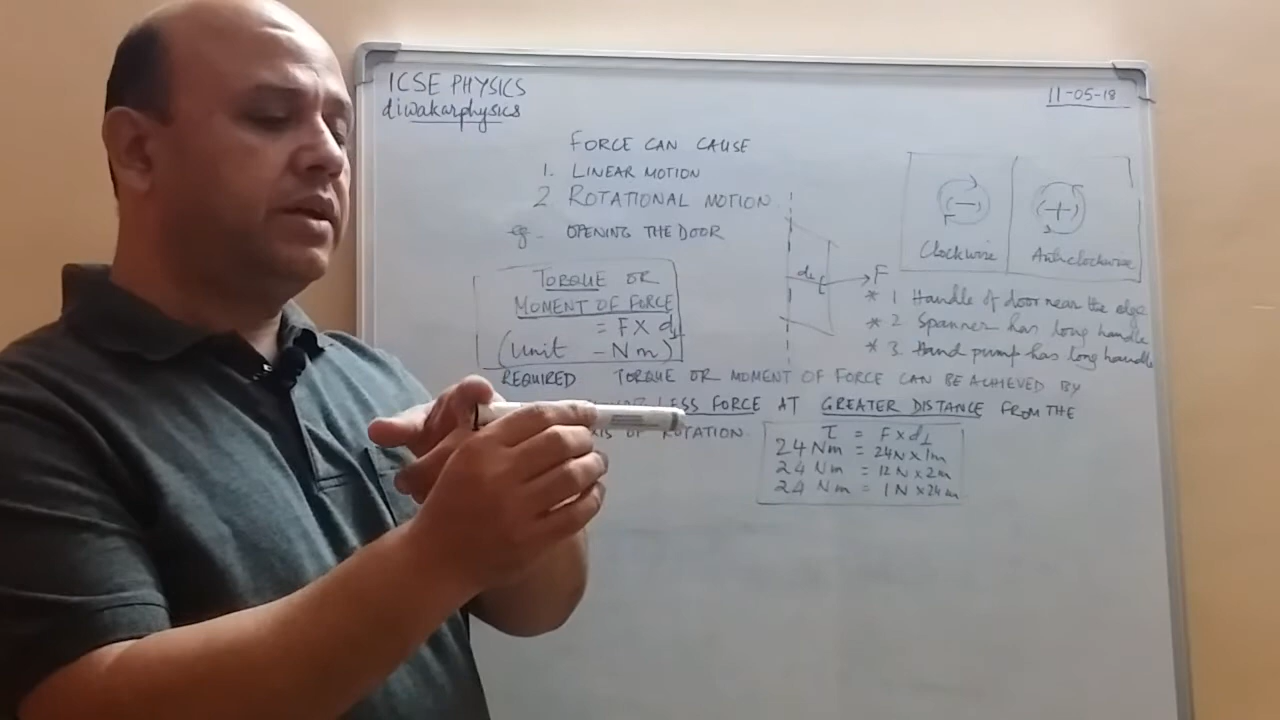 ICSE PHYSICS
diwakarphysics
11-05-18
FORCE CAN CAUSE
1. LINEAR MOTION
2 ROTATIONAL MOTION
eg. OPENING THE DOOR
TORQUE OR
MOMENT OF FORCE
= F X d⊥
(Unit - Nm)
d⊥
F
(-)
Clockwise
(+)
Anticlockwise
* 1 Handle of door near the edge
* 2 Spanner has long handle
* 3. Hand pump has long handle
REQUIRED TORQUE OR MOMENT OF FORCE CAN BE ACHIEVED BY
LESS FORCE AT GREATER DISTANCE FROM THE
OF ROTATION
τ = F x d⊥
24 Nm = 24N X 1m
24 Nm = 12 N x 2m
24 Nm = 1N x 24 m